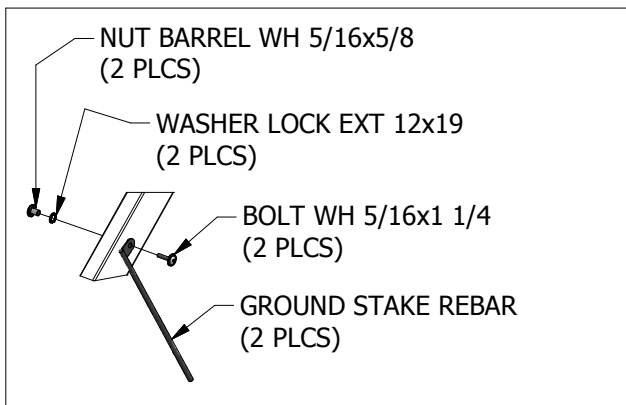 NUT BARREL WH 5/16x5/8
(2 PLCS)
WASHER LOCK EXT 12x19
(2 PLCS)
BOLT WH 5/16x1 1/4
(2 PLCS)
GROUND STAKE REBAR
(2 PLCS)